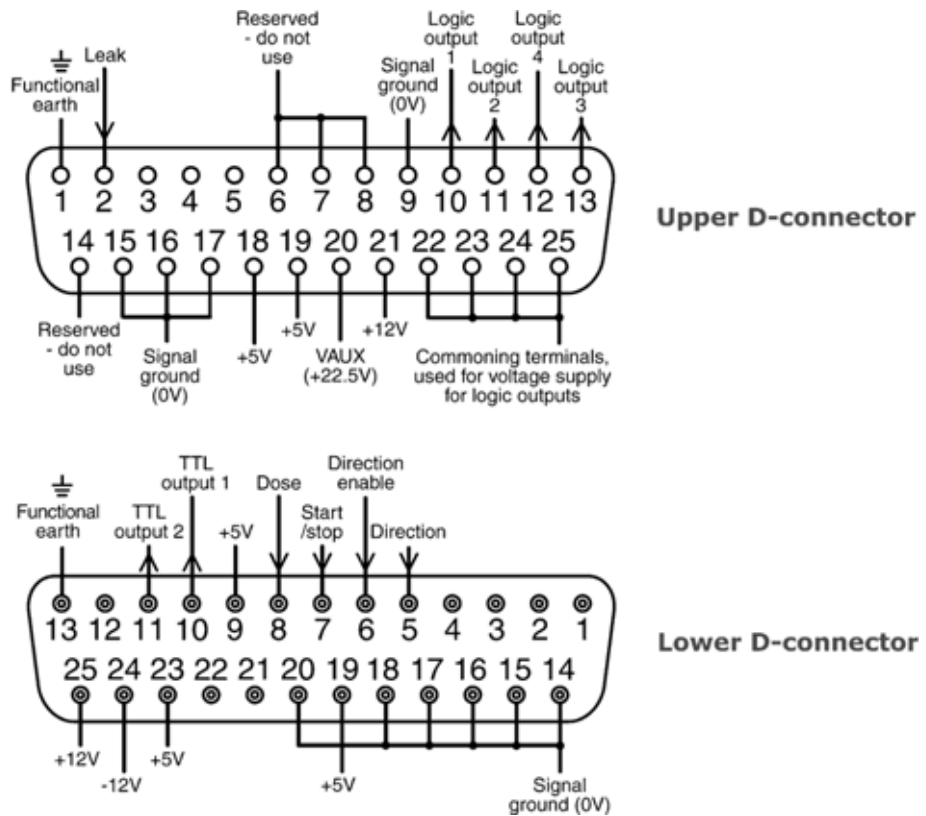 Reserved
- do not
use
Logic
output
1
Logic
output
4
Leak
Functional
earth
Signal
ground
(0V)
Logic
output
2
Logic
output
3
1 2 3 4 5 6 7 8 9 10 11 12 13
14 15 16 17 18 19 20 21 22 23 24 25
Upper D-connector
Reserved
- do not
use
Signal
ground
(0V)
+5V
+5V
VAUX
(+22.5V)
+12V
Commoning terminals,
used for voltage supply
for logic outputs
Functional
earth
TTL
output 2
TTL
output 1
+5V
Dose
Start
/stop
Direction
enable
Direction
13 12 11 10 9 8 7 6 5 4 3 2 1
25 24 23 22 21 20 19 18 17 16 15 14
Lower D-connector
+12V
-12V
+5V
+5V
Signal
ground (0V)